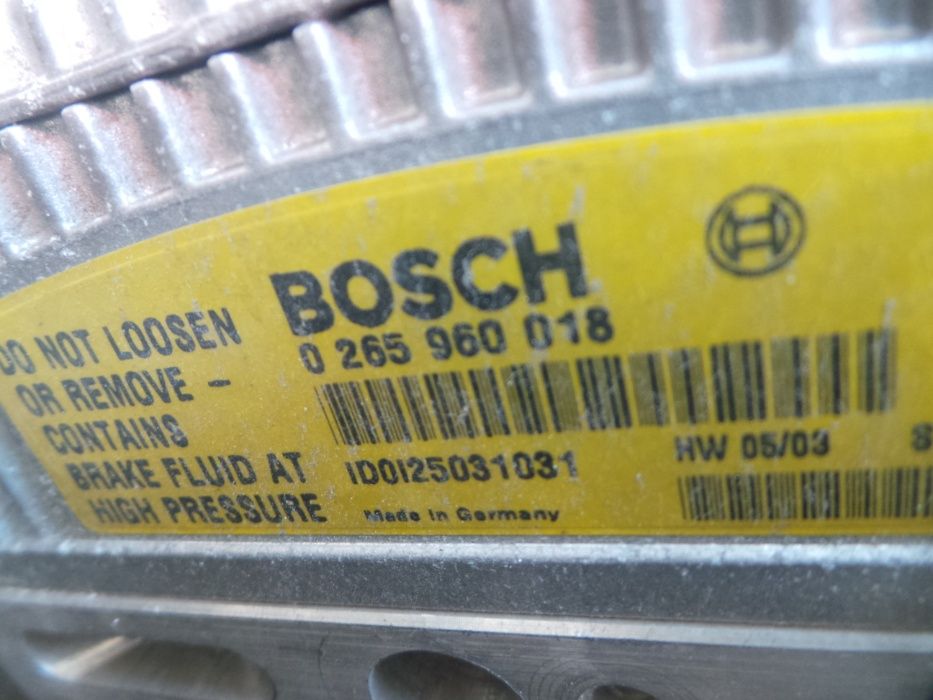 BOSCH
0 265 960 018
DO NOT LOOSEN
OR REMOVE –
CONTAINS
BRAKE FLUID AT
HIGH PRESSURE
ID0I25031031
Made in Germany
HW 05/03